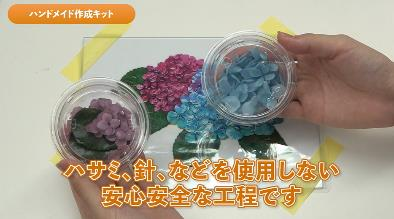 ハンドメイド作成キット
ハサミ、針、などを使用しない
安心安全な工程です